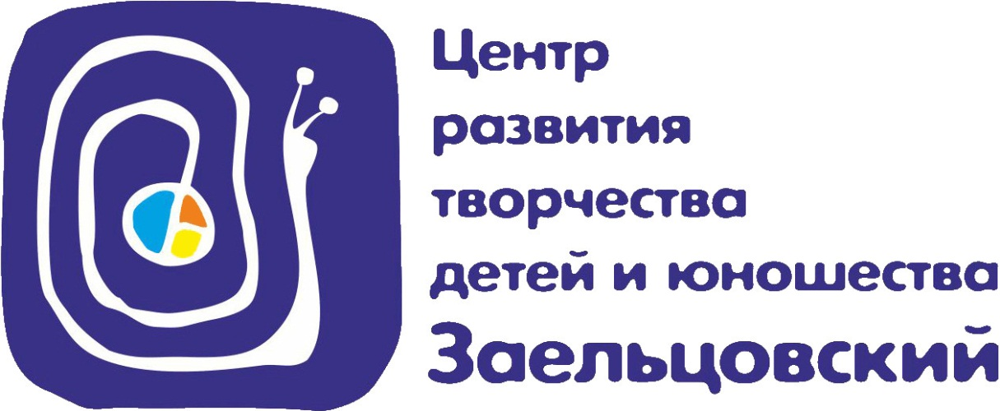 Центр
развития
творчества
детей и юношества
Заельцовский